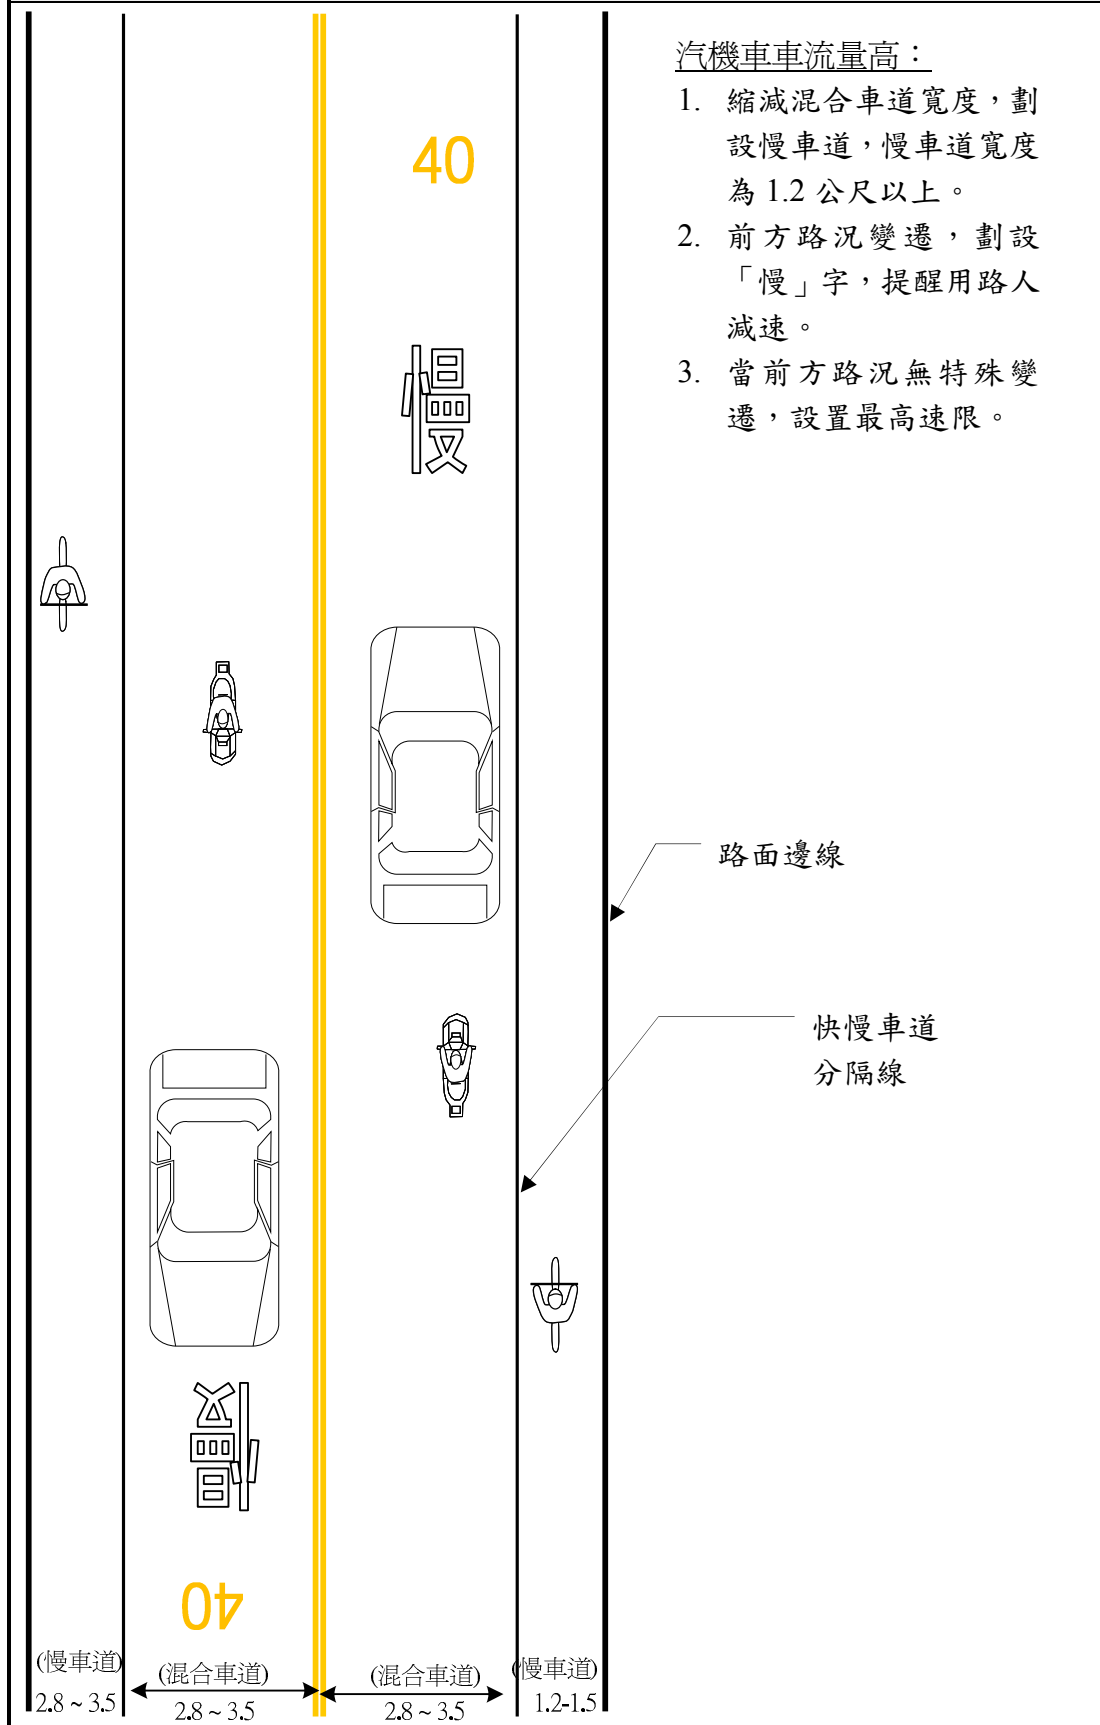 汽機車車流量高：
1. 縮減混合車道寬度，劃
設慢車道，慢車道寬度
為 1.2 公尺以上。
2. 前方路況變遷，劃設
「慢」字，提醒用路人
減速。
3. 當前方路況無特殊變
遷，設置最高速限。
40
慢
路面邊線
快慢車道
分隔線
慢
40
(慢車道)
2.8 ~ 3.5
(混合車道)
2.8 ~ 3.5
(混合車道)
2.8 ~ 3.5
(慢車道)
1.2-1.5